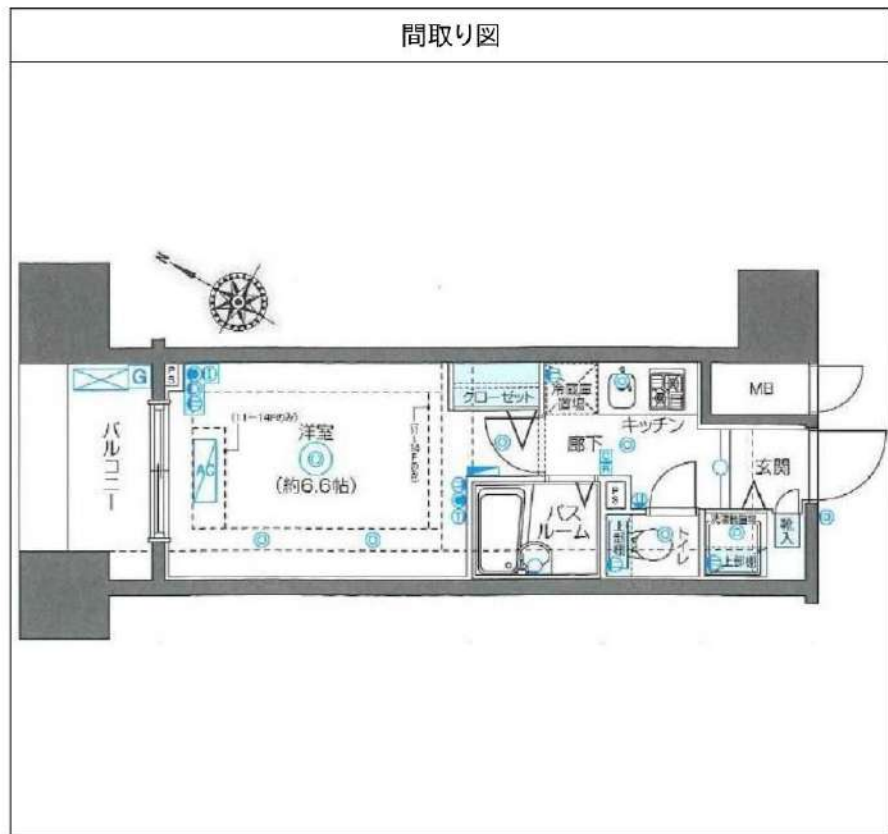 間取り図
N
MB
PS
G
(11〜14Fのみ)
クローゼット
冷蔵庫
置場
キッチン
バルコニー
洋室
(約6.6帖)
AC
(11〜14Fのみ)
廊下
玄関
PS
バス
ルーム
上部棚
トイレ
洗濯機置場
上部棚
靴入